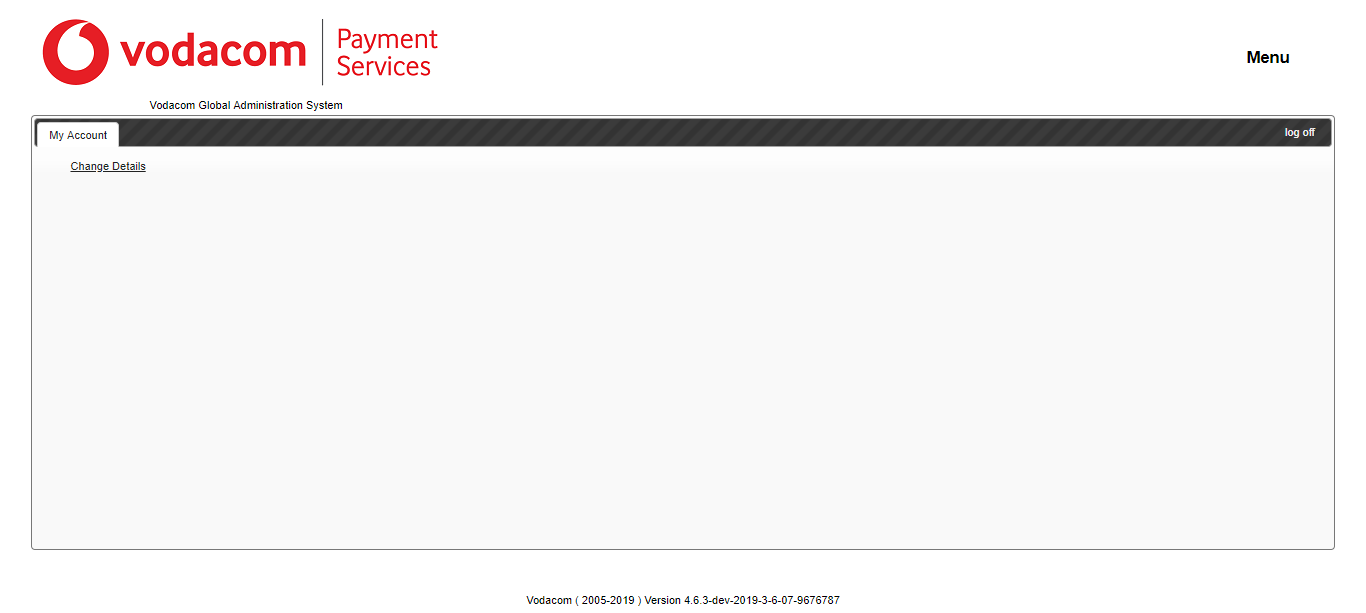 vodacom
Payment
Services
Menu
Vodacom Global Administration System
My Account
log off
Change Details
Vodacom ( 2005-2019 ) Version 4.6.3-dev-2019-3-6-07-9676787